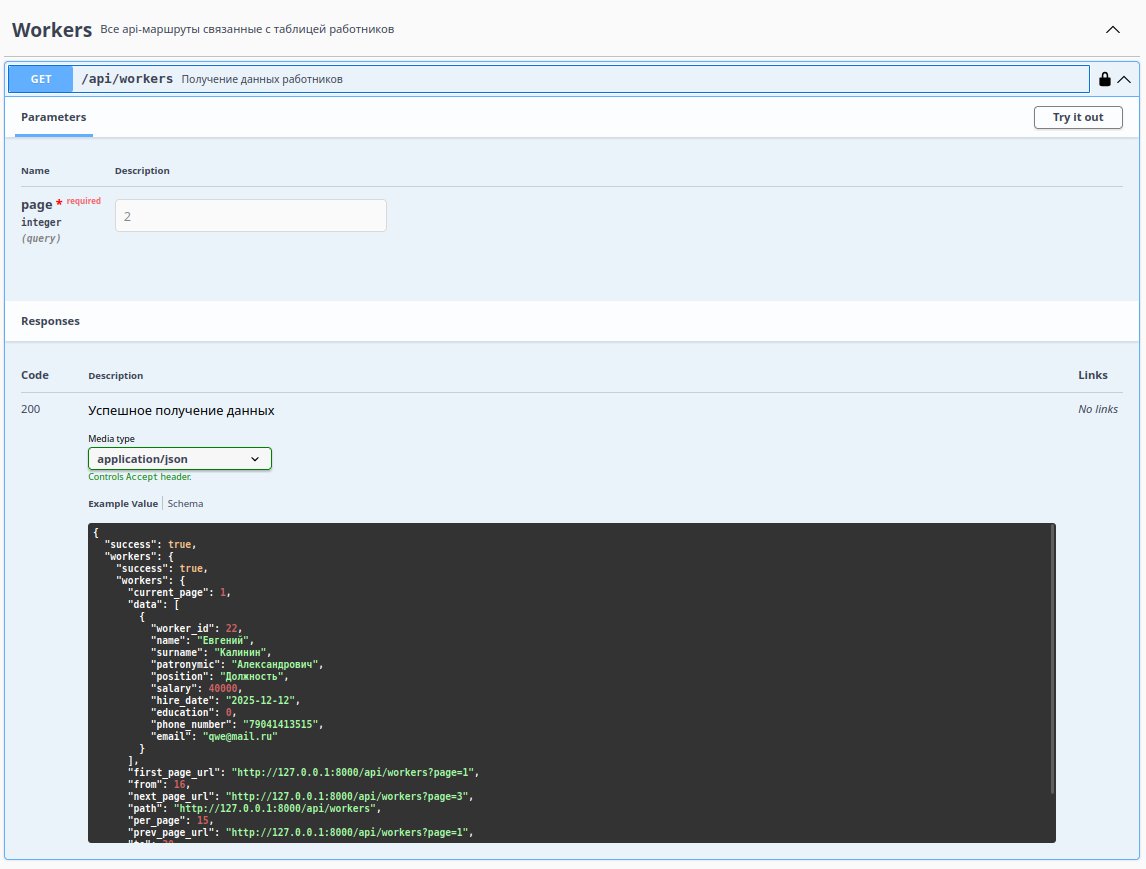 Workers Все api-маршруты связанные с таблицей работников
GET /api/workers Получение данных работников
Parameters
Try it out
Name Description
page * required
integer
(query)
2
Responses
Code Description Links
200 Успешное получение данных No links
Media type
application/json
Controls Accept header.
Example Value Schema
{
"success": true,
"workers": {
"success": true,
"workers": {
"current_page": 1,
"data": [
{
"worker_id": 22,
"name": "Евгений",
"surname": "Калинин",
"patronymic": "Александрович",
"position": "Должность",
"salary": 40000,
"hire_date": "2025-12-12",
"education": 0,
"phone_number": "79041413515",
"email": "qwe@mail.ru"
}
],
"first_page_url": "http://127.0.0.1:8000/api/workers?page=1",
"from": 16,
"next_page_url": "http://127.0.0.1:8000/api/workers?page=3",
"path": "http://127.0.0.1:8000/api/workers",
"per_page": 15,
"prev_page_url": "http://127.0.0.1:8000/api/workers?page=1",